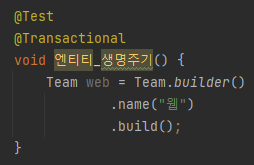 @Test
@Transactional
void 엔티티_생명주기() {
Team web = Team.builder()
.name("웹")
.build();
}